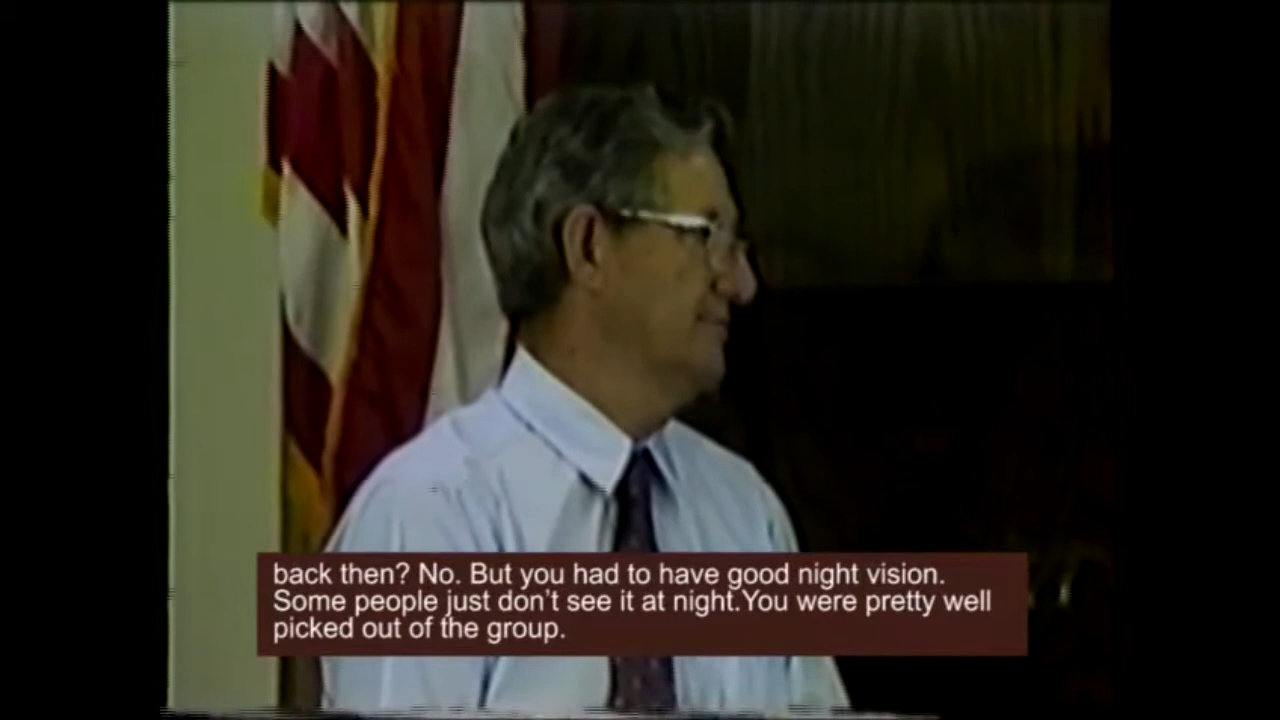 back then? No. But you had to have good night vision.
Some people just don't see it at night.You were pretty well
picked out of the group.